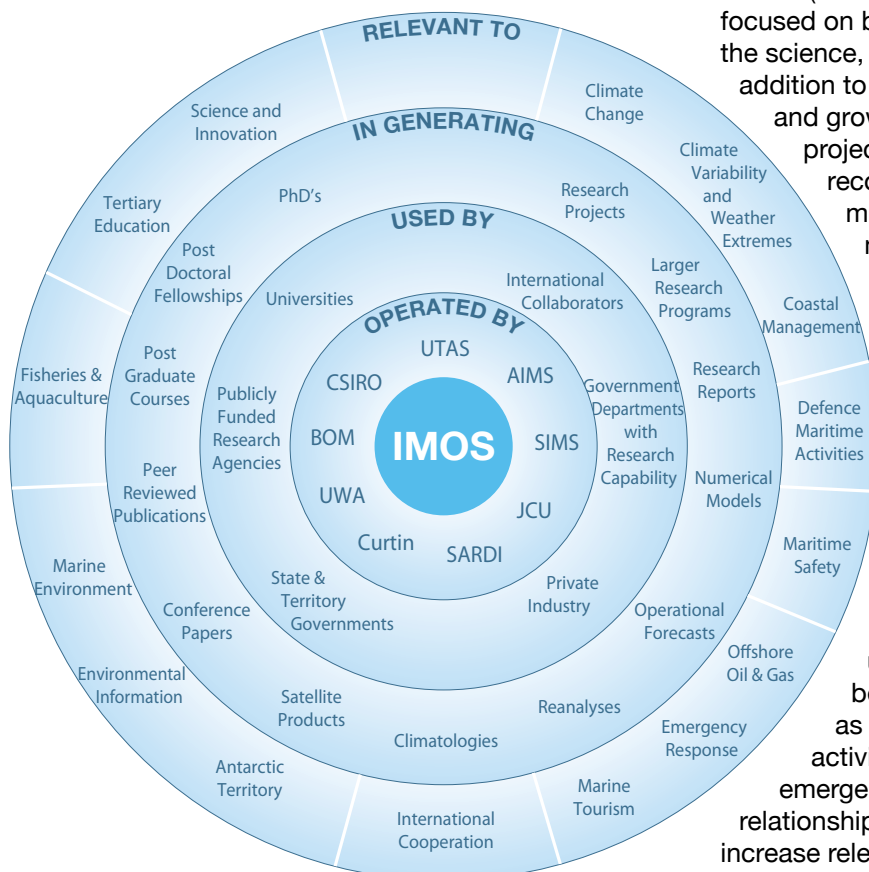 RELEVANT TO
Science and
Innovation
Tertiary
Education
Fisheries &
Aquaculture
Marine
Environment
Environmental
Information
Antarctic
Territory
International
Cooperation
Marine
Tourism
Emergency
Response
Offshore
Oil & Gas
Maritime
Safety
Defence
Maritime
Activities
Coastal
Management
Climate
Variability
and
Weather
Extremes
Climate
Change
IN GENERATING
PhD's
Post
Doctoral
Fellowships
Post
Graduate
Courses
Peer
Reviewed
Publications
Conference
Papers
Satellite
Products
Climatologies
Reanalyses
Operational
Forecasts
Numerical
Models
Research
Reports
Larger
Research
Programs
Research
Projects
USED BY
Universities
Publicly
Funded
Research
Agencies
State &
Territory
Governments
Private
Industry
Government
Departments
with
Research
Capability
International
Collaborators
OPERATED BY
UTAS
AIMS
SIMS
JCU
SARDI
Curtin
UWA
BOM
CSIRO
IMOS
focused on b
the science,
addition to
and grow
projec
reco
m
be
as
activi
emerge
relationship
increase rele